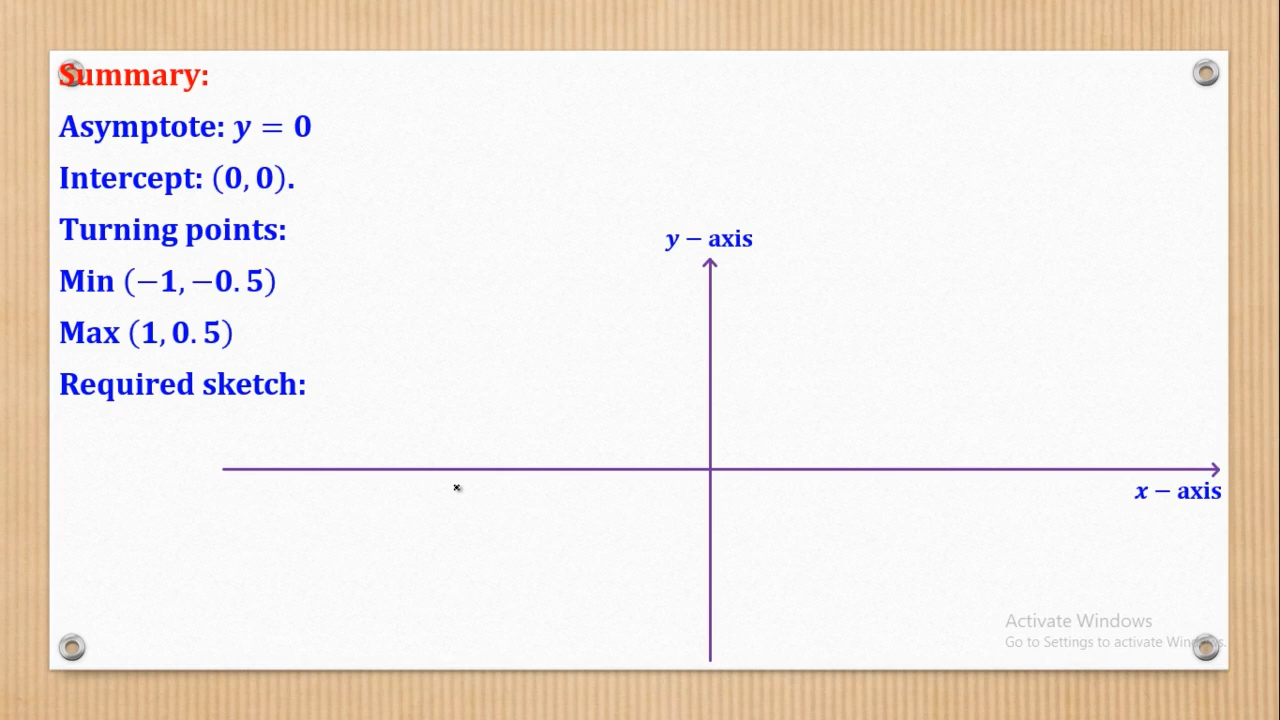 Summary:
Asymptote: y = 0
Intercept: (0, 0).
Turning points:
Min (−1, −0.5)
Max (1, 0.5)
Required sketch:
y − axis
x − axis
Activate Windows
Go to Settings to activate Windows.